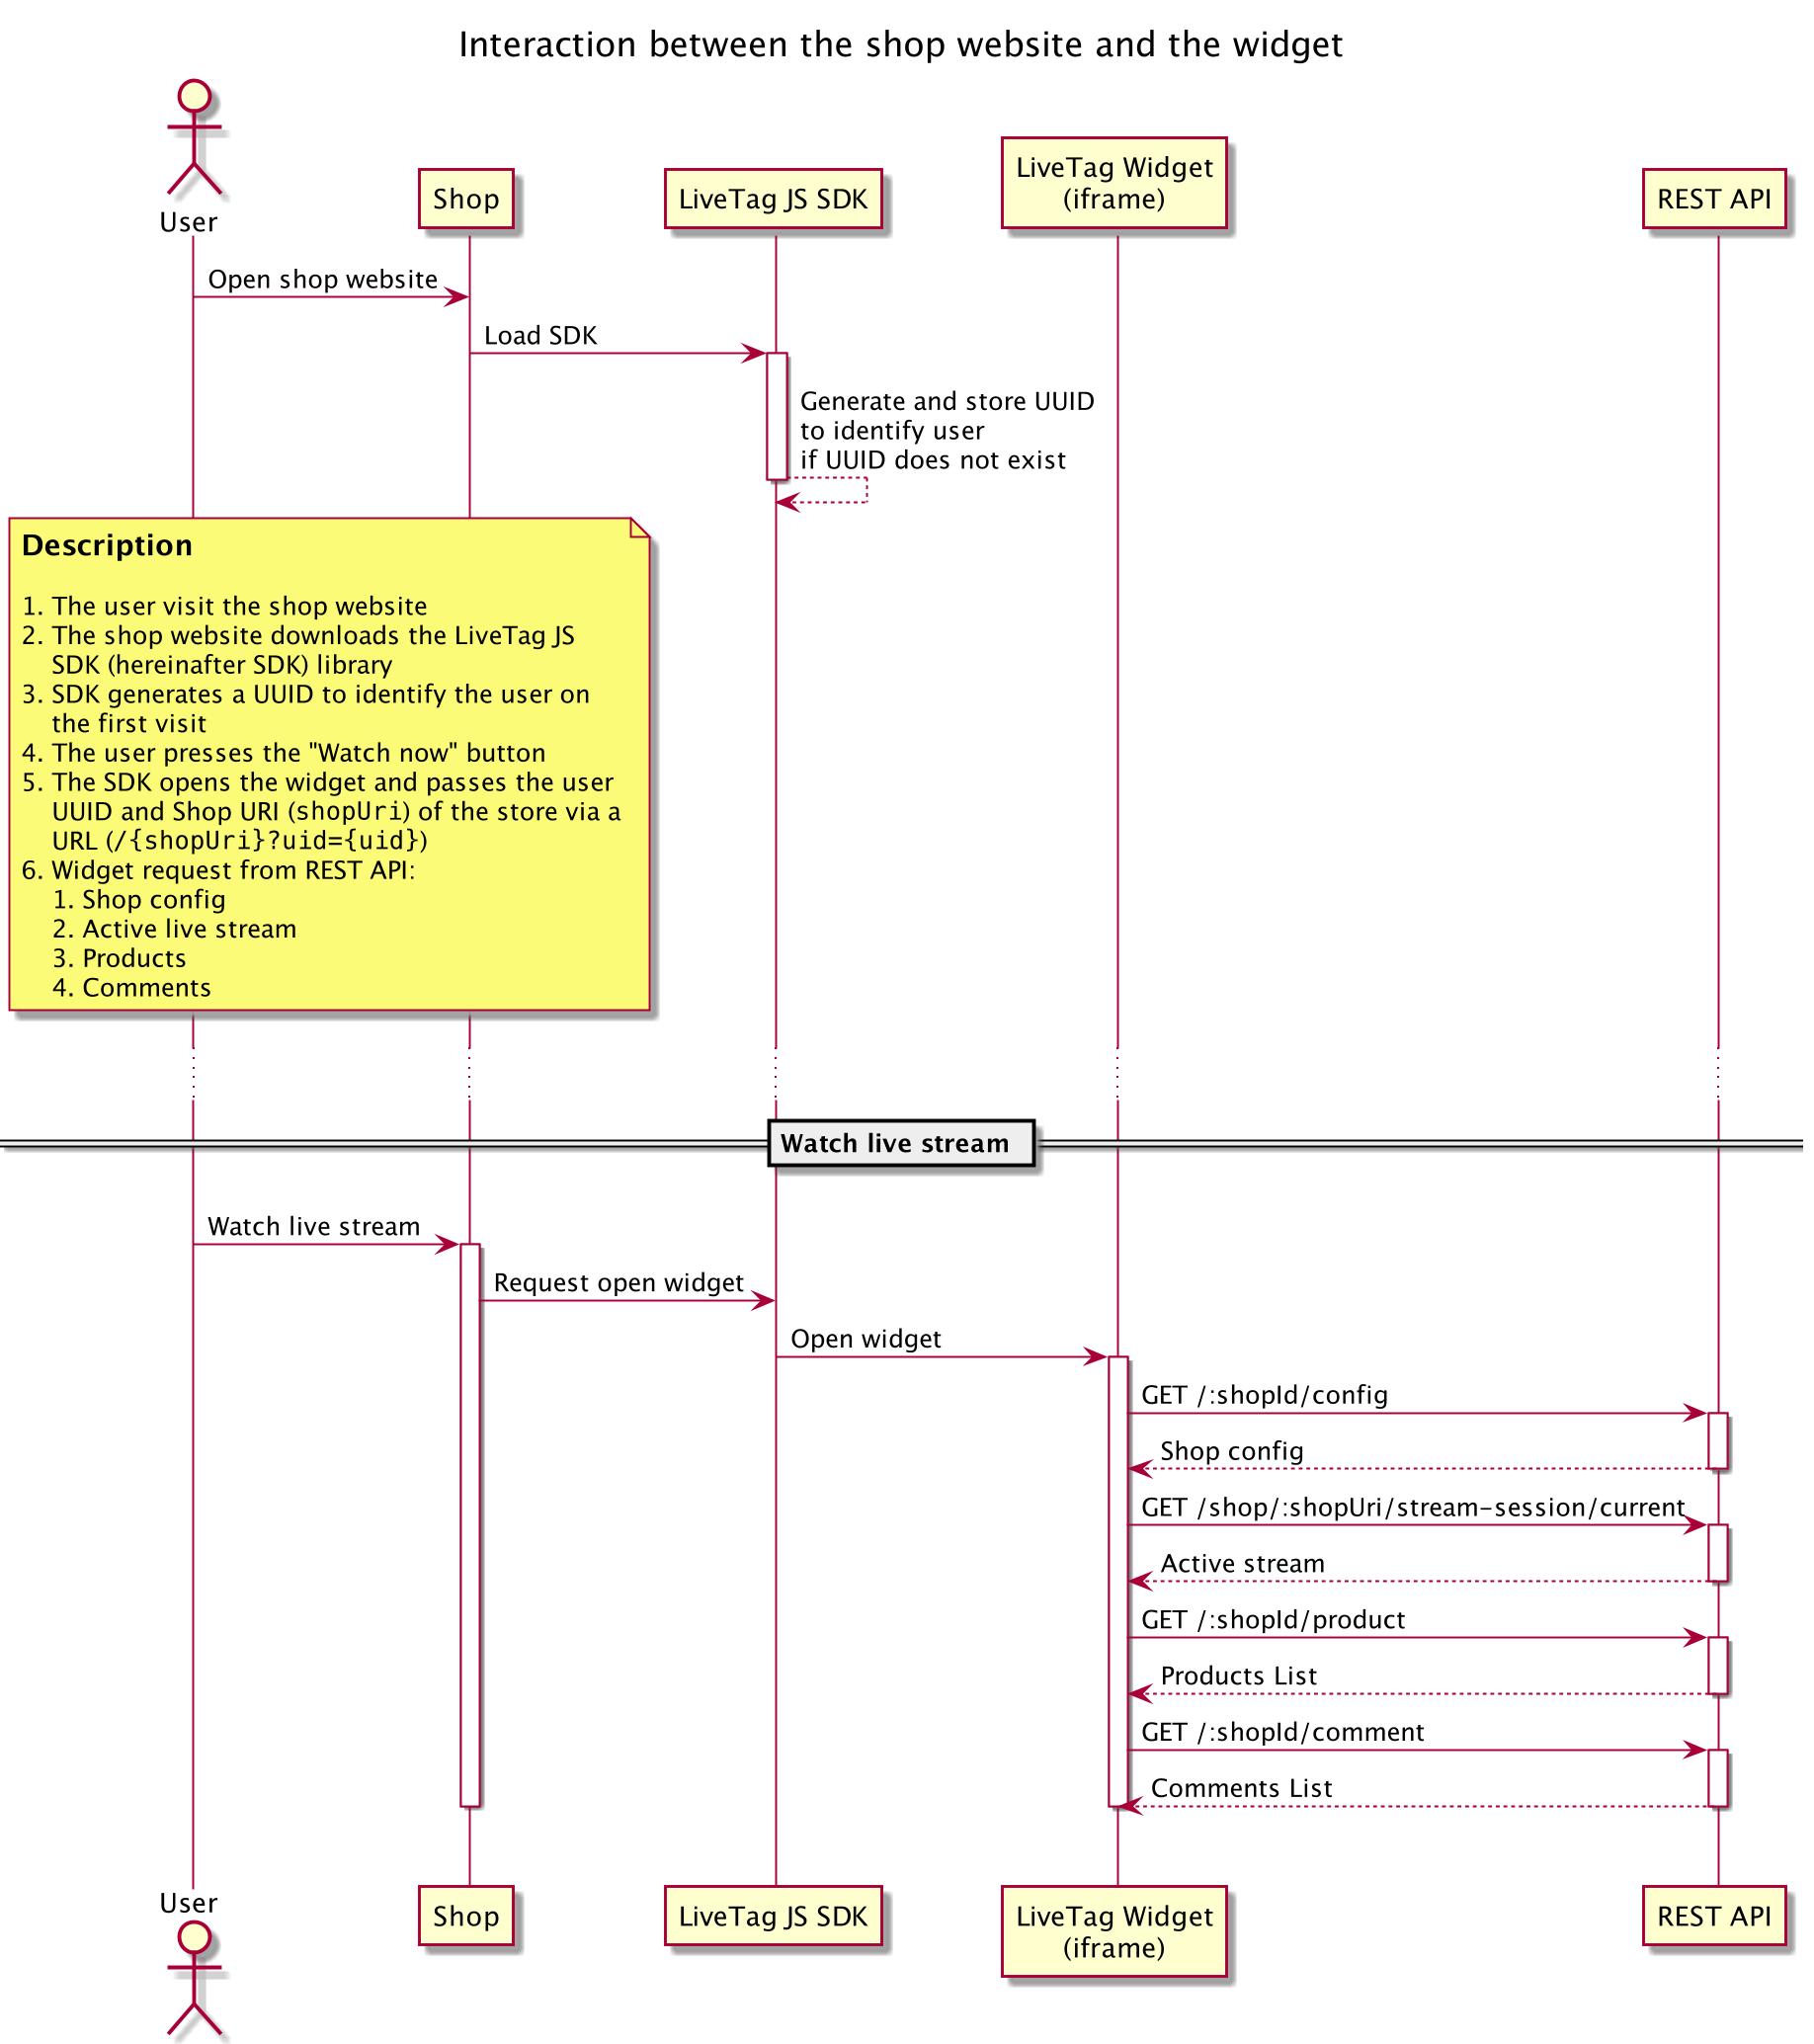 Interaction between the shop website and the widget
User
Shop
LiveTag JS SDK
LiveTag Widget
(iframe)
REST API
Open shop website
Load SDK
Generate and store UUID
to identify user
if UUID does not exist
Description
1. The user visit the shop website
2. The shop website downloads the LiveTag JS
SDK (hereinafter SDK) library
3. SDK generates a UUID to identify the user on
the first visit
4. The user presses the "Watch now" button
5. The SDK opens the widget and passes the user
UUID and Shop URI (shopUri) of the store via a
URL (/{shopUri}?uid={uid})
6. Widget request from REST API:
1. Shop config
2. Active live stream
3. Products
4. Comments
Watch live stream
Watch live stream
Request open widget
Open widget
GET /:shopId/config
Shop config
GET /shop/:shopUri/stream-session/current
Active stream
GET /:shopId/product
Products List
GET /:shopId/comment
Comments List
User
Shop
LiveTag JS SDK
LiveTag Widget
(iframe)
REST API